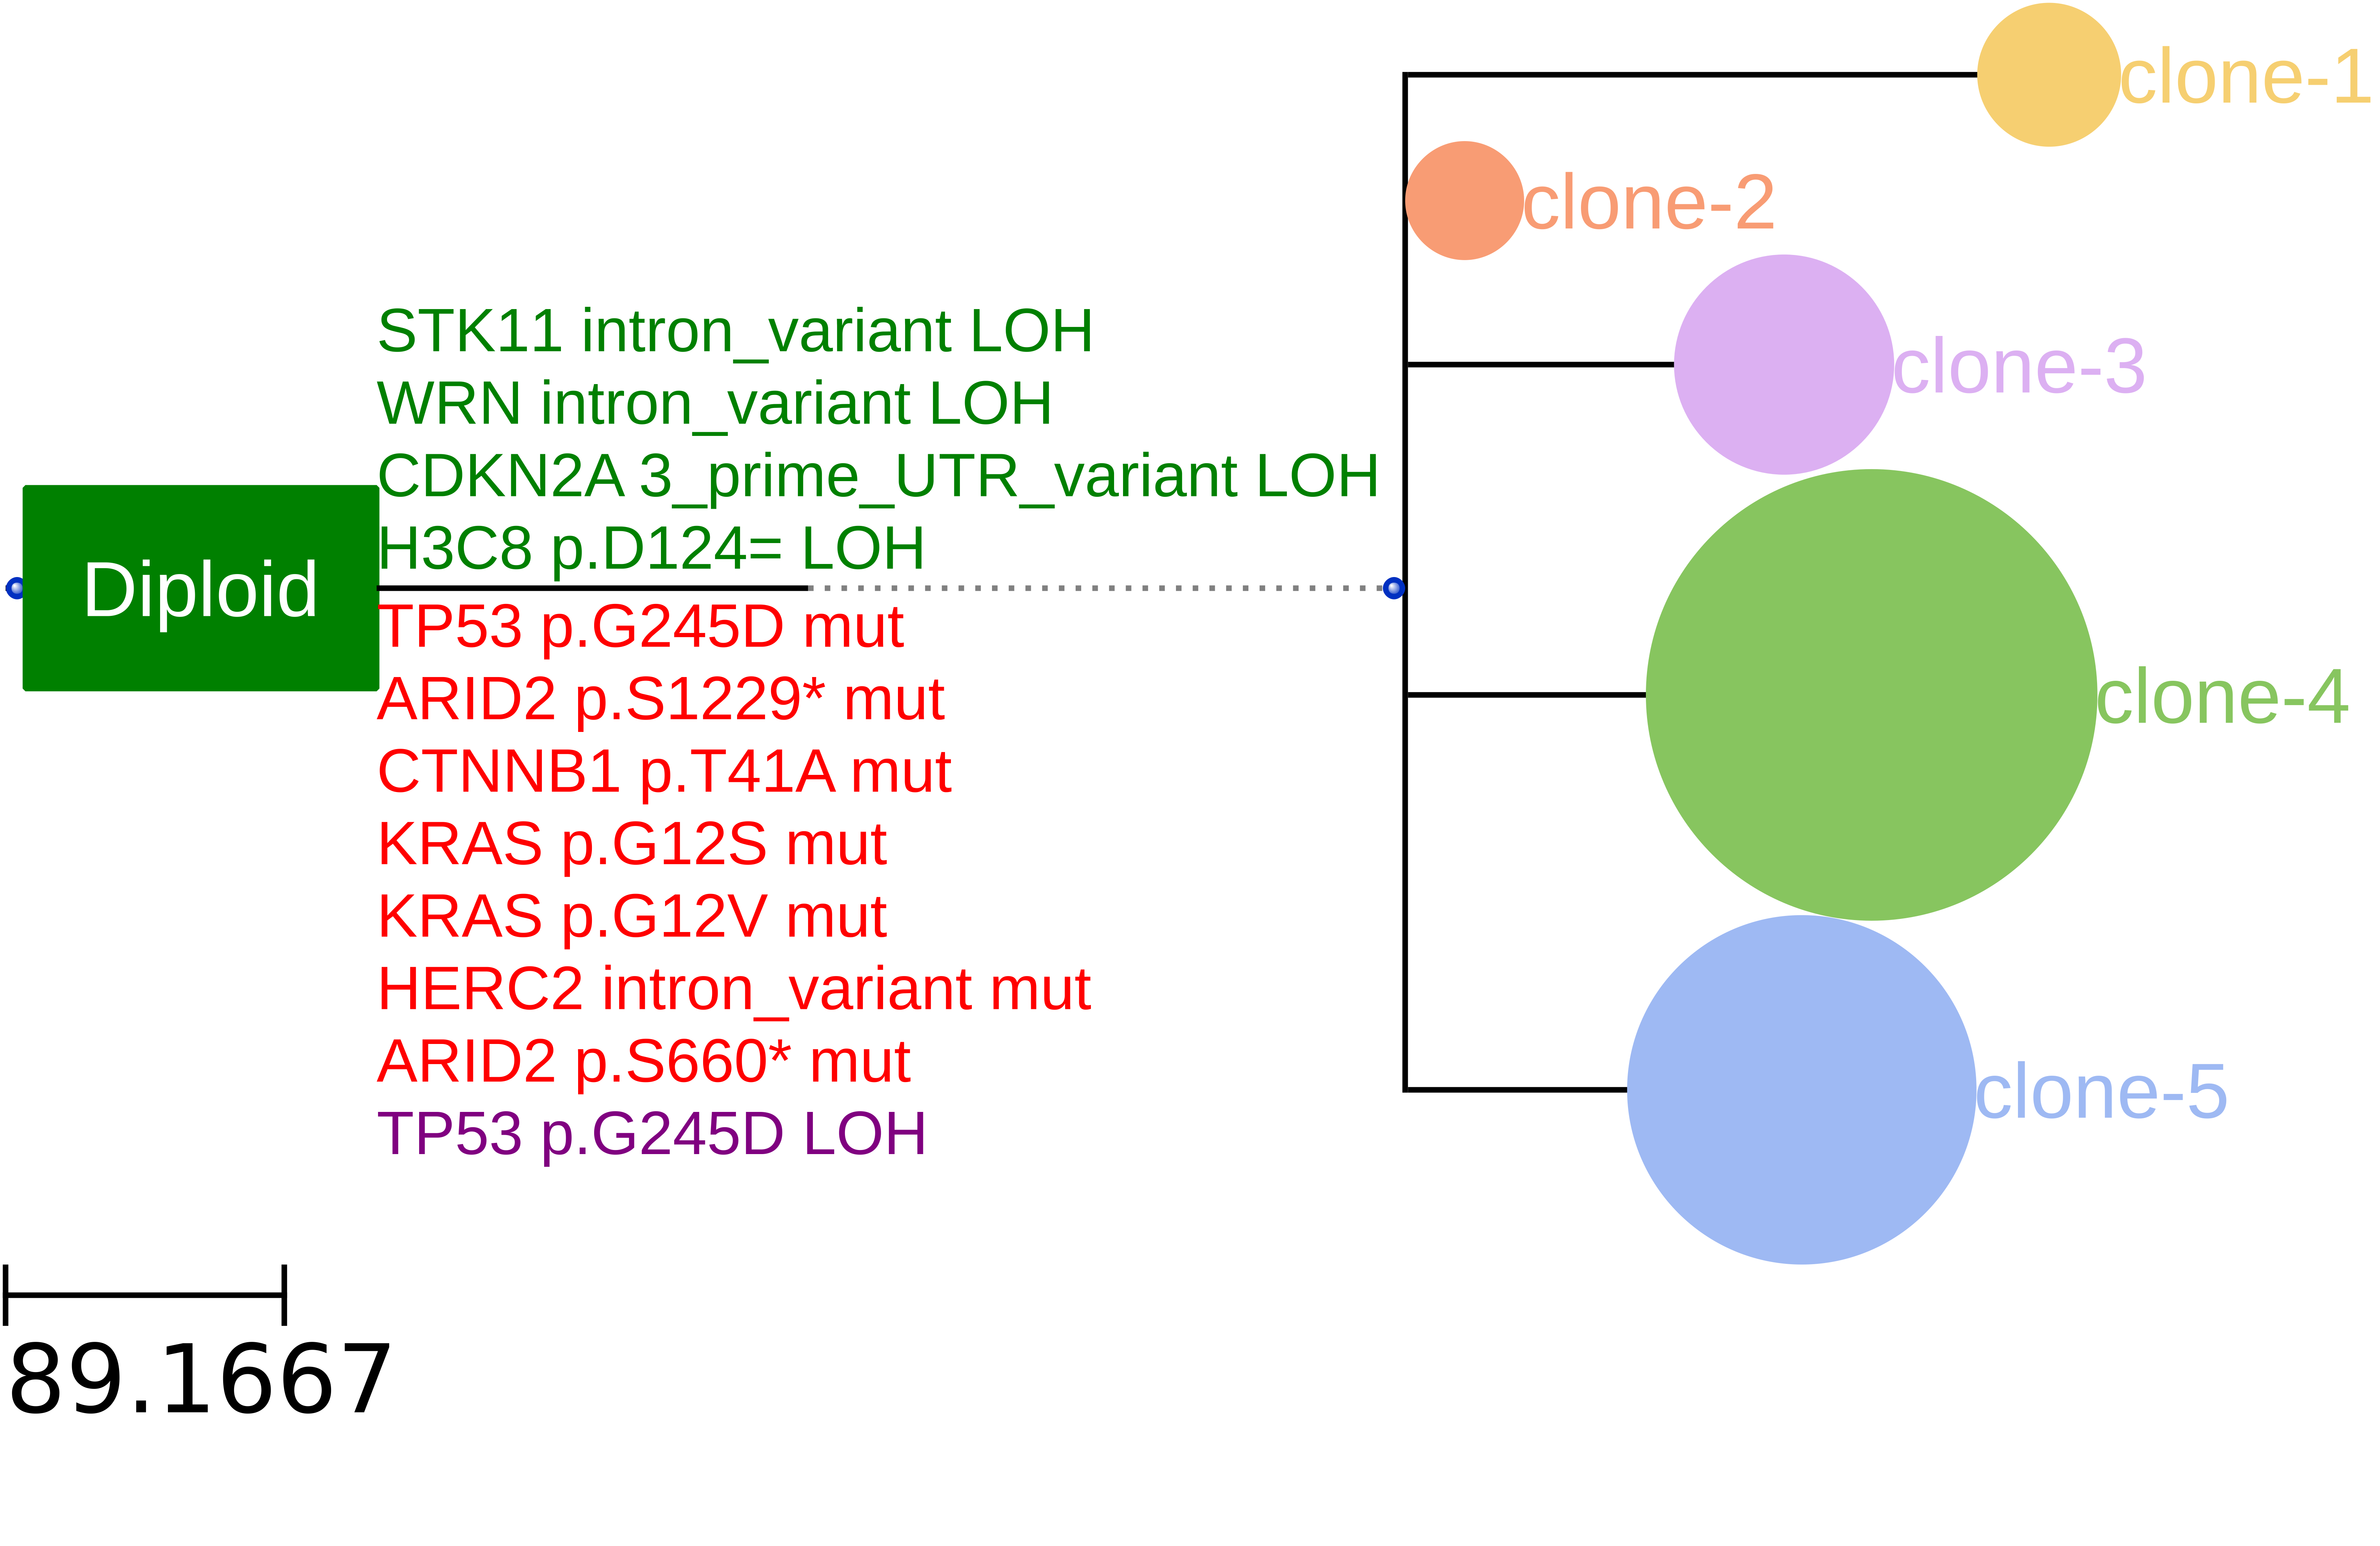 clone-1
clone-2
STK11 intron_variant LOH
clone-3
WRN intron_variant LOH
CDKN2A 3_prime_UTR_variant LOH
H3C8 p.D124= LOH
Diploid
TP53 p.G245D mut
ARID2 p.S1229* mut
clone-4
CTNNB1 p.T41A mut
KRAS p.G12S mut
KRAS p.G12V mut
HERC2 intron_variant mut
ARID2 p.S660* mut
clone-5
TP53 p.G245D LOH
89.1667